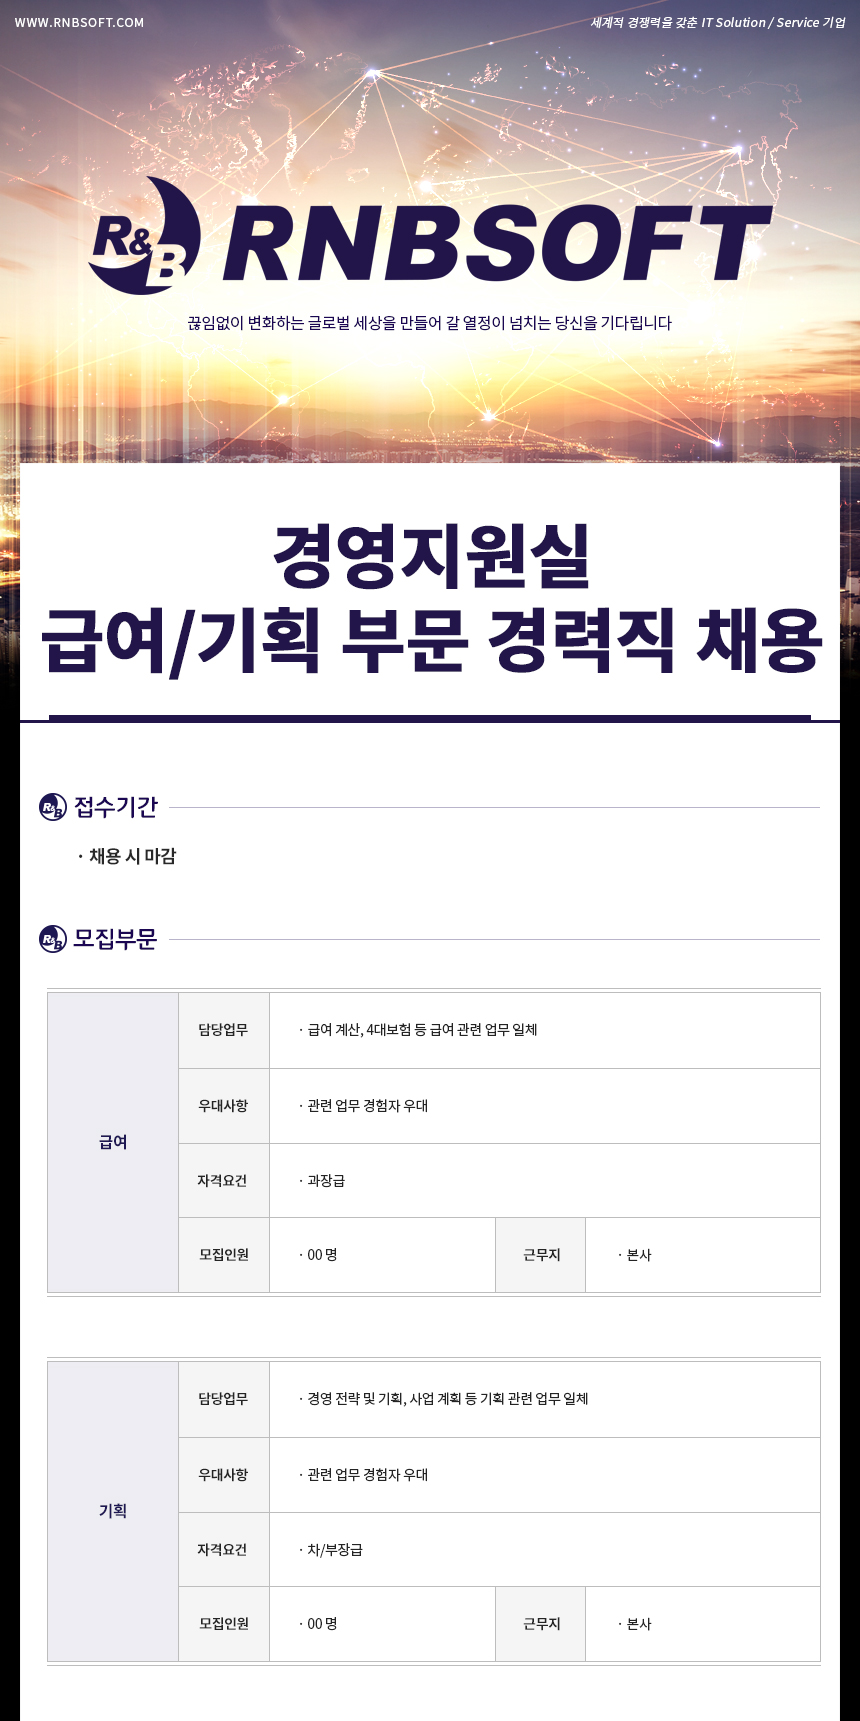 WWW.RNBSOFT.COM
세계적 경쟁력을 갖춘 IT Solution / Service 기업
R&B RNBSOFT
끊임없이 변화하는 글로벌 세상을 만들어 갈 열정이 넘치는 당신을 기다립니다
경영지원실
급여/기획 부문 경력직 채용
R&B 접수기간
· 채용 시 마감
R&B 모집부문
급여
담당업무 · 급여 계산, 4대보험 등 급여 관련 업무 일체
우대사항 · 관련 업무 경험자 우대
자격요건 · 과장급
모집인원 · 00 명 근무지 · 본사
기획
담당업무 · 경영 전략 및 기획, 사업 계획 등 기획 관련 업무 일체
우대사항 · 관련 업무 경험자 우대
자격요건 · 차/부장급
모집인원 · 00 명 근무지 · 본사